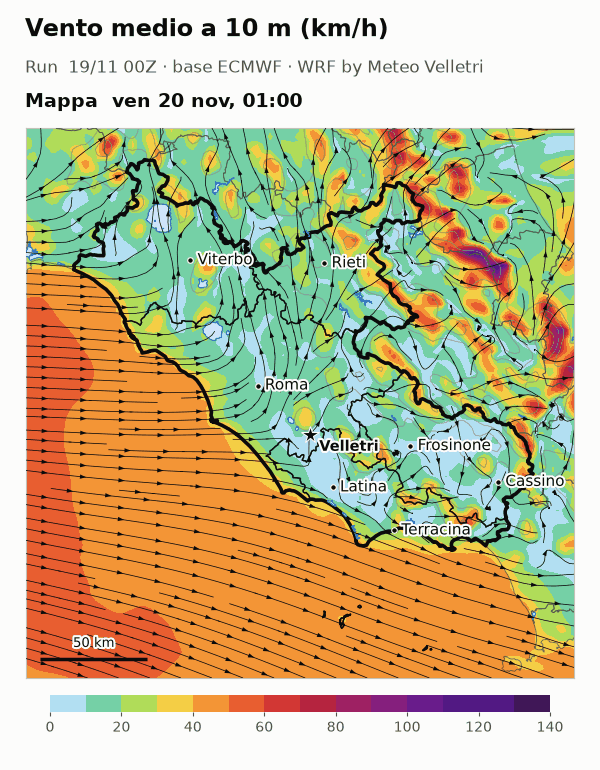 Vento medio a 10 m (km/h)
Run 19/11 00Z · base ECMWF · WRF by Meteo Velletri
Mappa ven 20 nov, 01:00
Viterbo
Rieti
Roma
Velletri
Frosinone
Cassino
Latina
Terracina
50 km
0 20 40 60 80 100 120 140